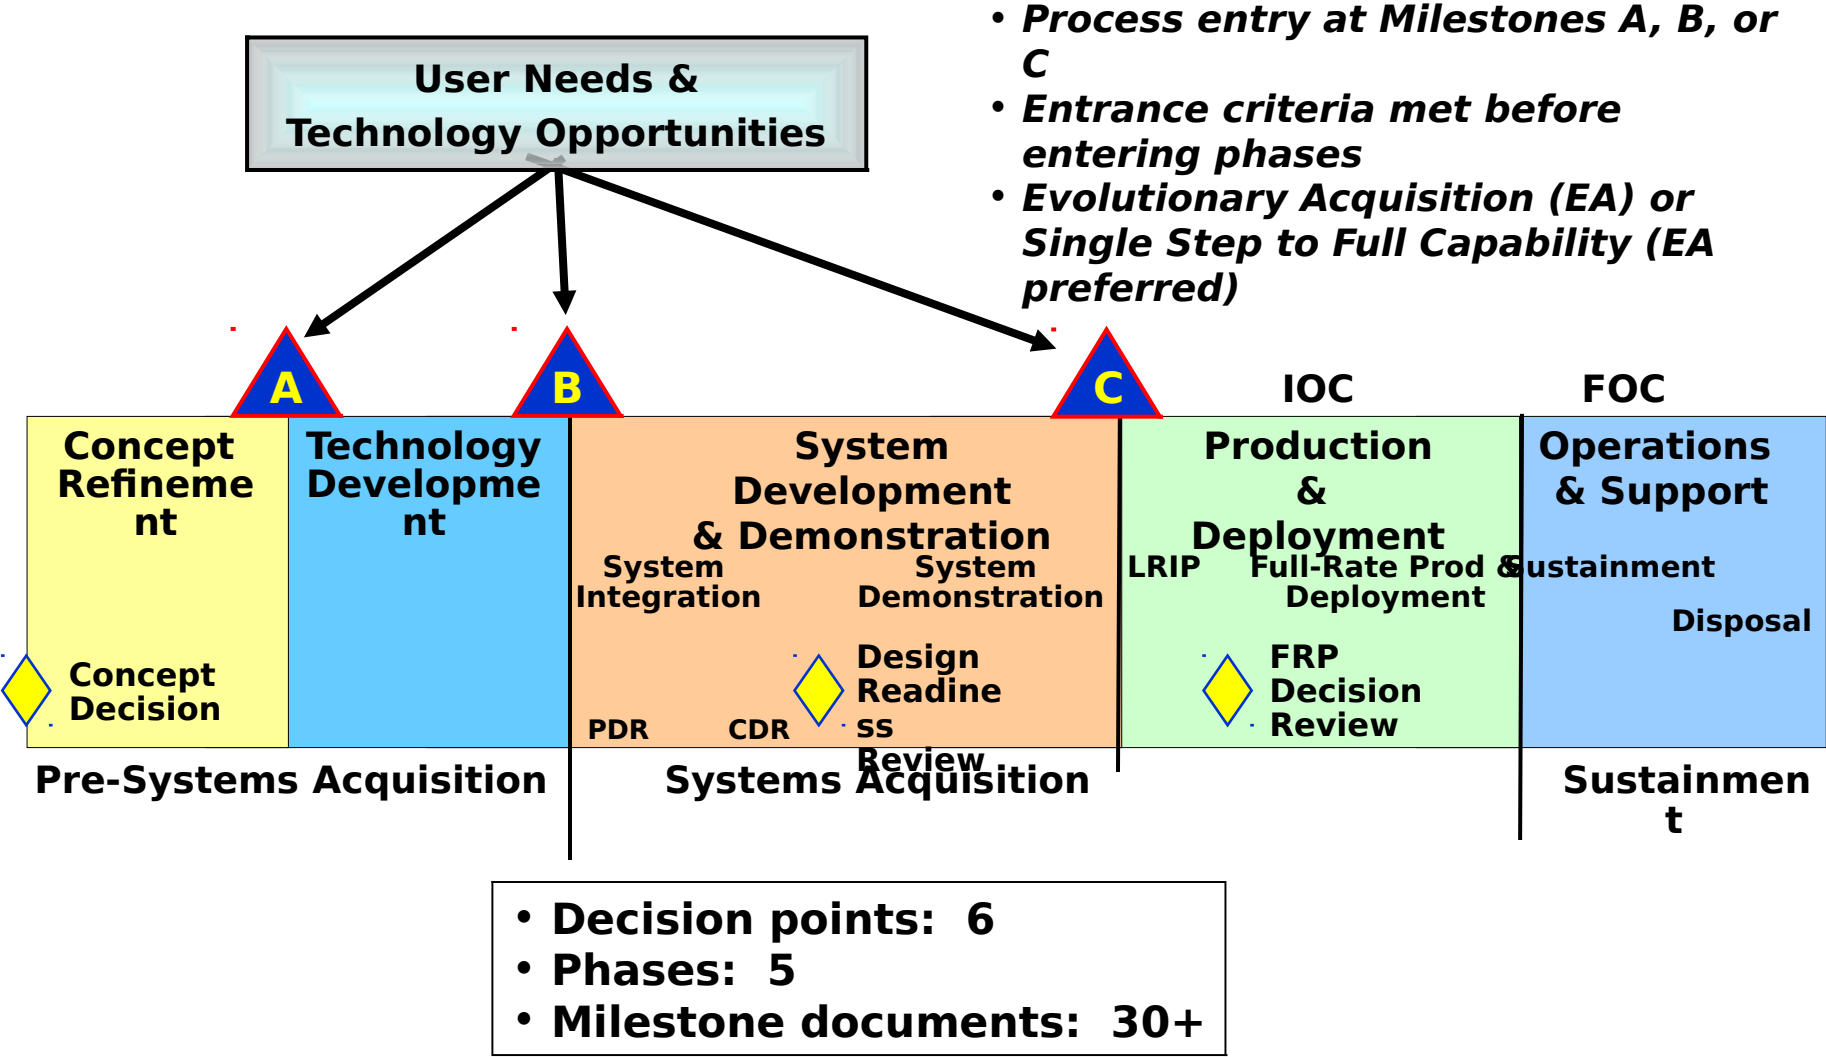 • Process entry at Milestones A, B, or
C
• Entrance criteria met before
entering phases
• Evolutionary Acquisition (EA) or
Single Step to Full Capability (EA
preferred)
User Needs &
Technology Opportunities
A
B
C
IOC
FOC
Concept
Refineme
nt
Technology
Developme
nt
System
Development
& Demonstration
Production
&
Deployment
Operations
& Support
System
Integration
System
Demonstration
LRIP
Full-Rate Prod &
Deployment
Sustainment
Disposal
Concept
Decision
PDR
CDR
Design
Readine
ss
Review
FRP
Decision
Review
Pre-Systems Acquisition
Systems Acquisition
Sustainmen
t
• Decision points: 6
• Phases: 5
• Milestone documents: 30+